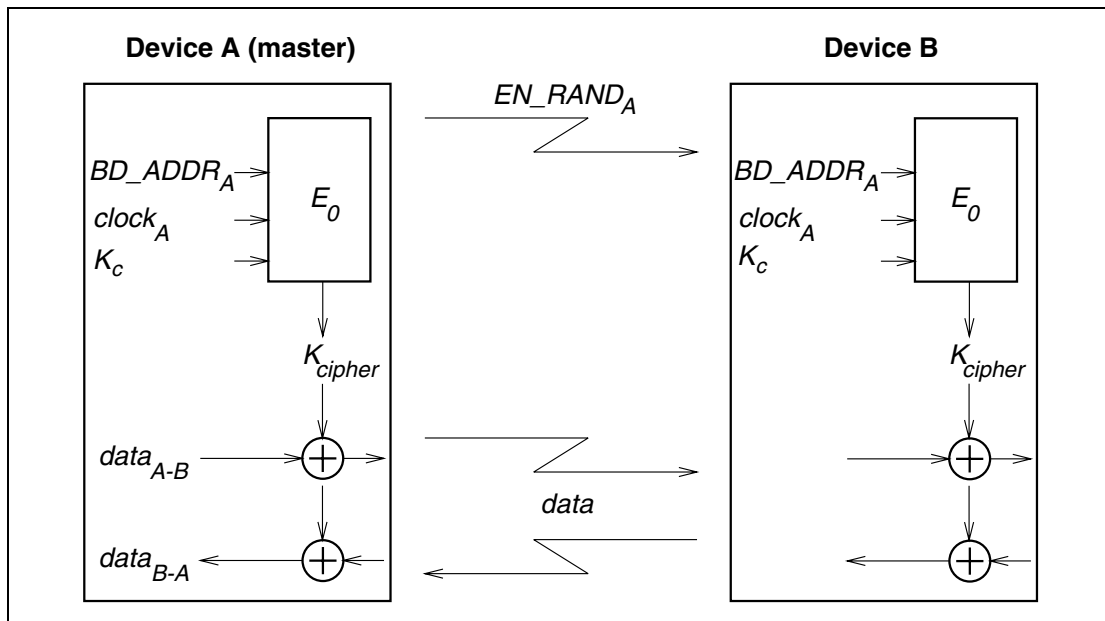 Device A (master)
Device B
EN_RAND_A
BD_ADDR_A
clock_A
K_c
E_0
K_cipher
data_A-B
data_B-A
data
BD_ADDR_A
clock_A
K_c
E_0
K_cipher